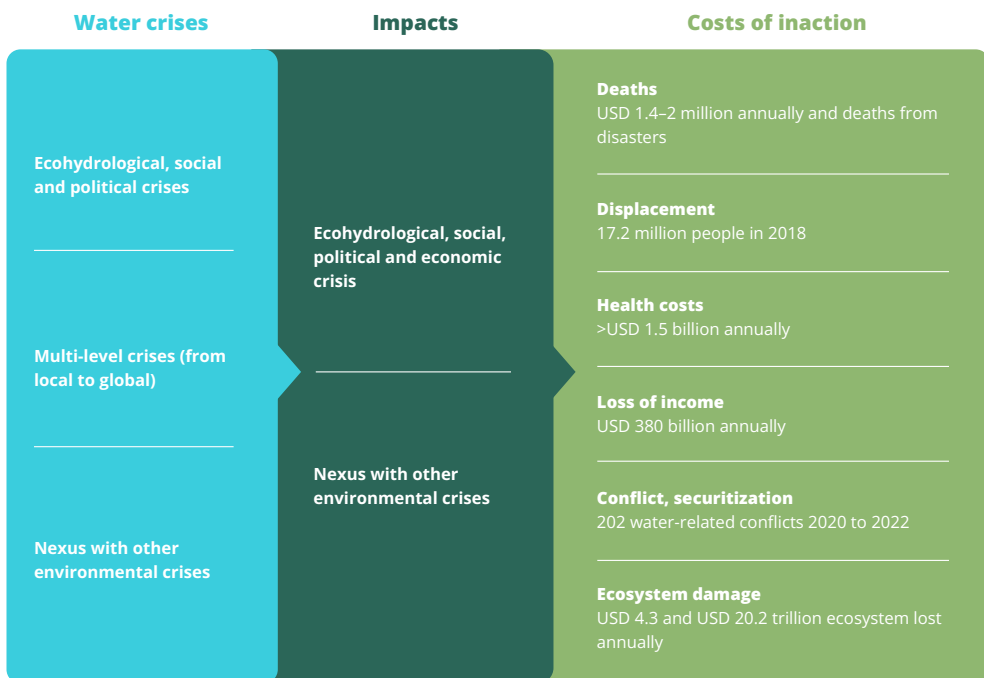 Water crises
Impacts
Costs of inaction
Ecohydrological, social
and political crises
Multi-level crises (from
local to global)
Nexus with other
environmental crises
Ecohydrological, social,
political and economic
crisis
Nexus with other
environmental crises
Deaths
USD 1.4–2 million annually and deaths from
disasters
Displacement
17.2 million people in 2018
Health costs
>USD 1.5 billion annually
Loss of income
USD 380 billion annually
Conflict, securitization
202 water-related conflicts 2020 to 2022
Ecosystem damage
USD 4.3 and USD 20.2 trillion ecosystem lost
annually